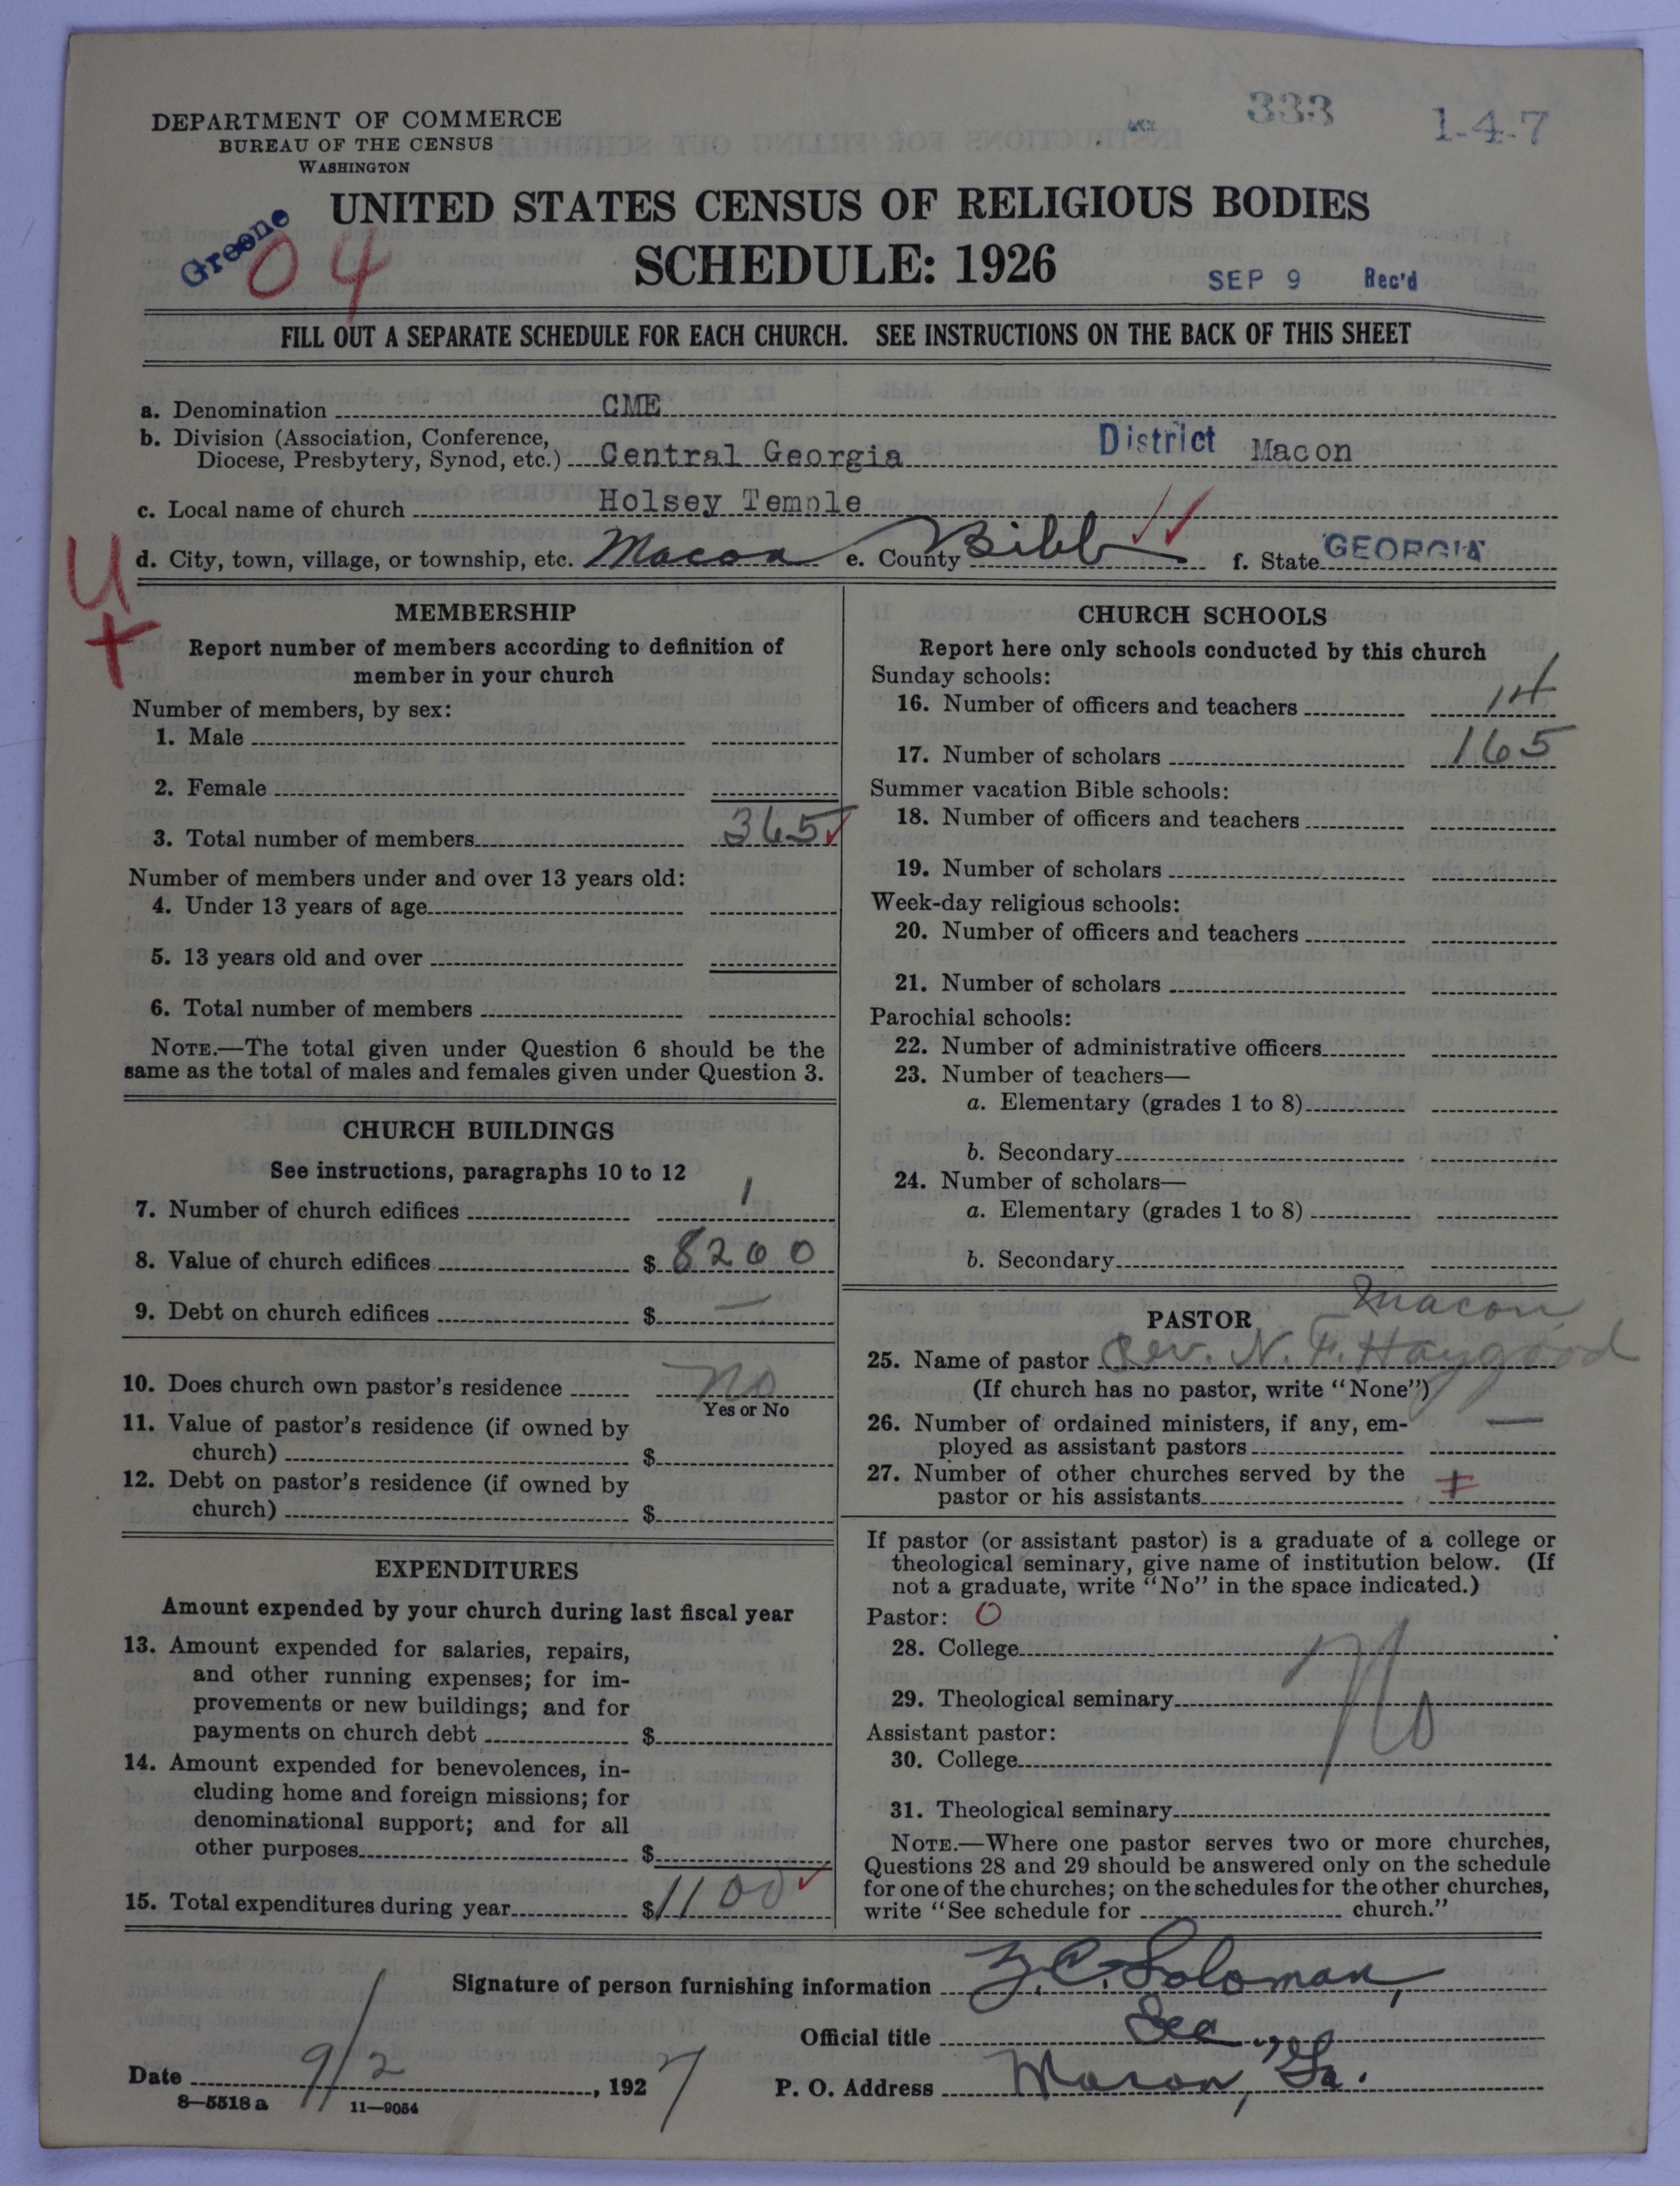 333 1-4-7
DEPARTMENT OF COMMERCE
BUREAU OF THE CENSUS
WASHINGTON
UNITED STATES CENSUS OF RELIGIOUS BODIES
Greene 04
SCHEDULE: 1926
SEP 9 Rec'd
FILL OUT A SEPARATE SCHEDULE FOR EACH CHURCH. SEE INSTRUCTIONS ON THE BACK OF THIS SHEET
a. Denomination CME
b. Division (Association, Conference,
Diocese, Presbytery, Synod, etc.) Central Georgia District Macon
c. Local name of church Holsey Temple
d. City, town, village, or township, etc. Macon e. County Bibb f. State GEORGIA
U
+
MEMBERSHIP
Report number of members according to definition of
member in your church
Number of members, by sex:
1. Male
2. Female
3. Total number of members 365
Number of members under and over 13 years old:
4. Under 13 years of age
5. 13 years old and over
6. Total number of members
NOTE.—The total given under Question 6 should be the
same as the total of males and females given under Question 3.
CHURCH BUILDINGS
See instructions, paragraphs 10 to 12
7. Number of church edifices 1
8. Value of church edifices $ 8200
9. Debt on church edifices $ —
10. Does church own pastor's residence No
Yes or No
11. Value of pastor's residence (if owned by
church) $
12. Debt on pastor's residence (if owned by
church) $
EXPENDITURES
Amount expended by your church during last fiscal year
13. Amount expended for salaries, repairs,
and other running expenses; for im-
provements or new buildings; and for
payments on church debt $
14. Amount expended for benevolences, in-
cluding home and foreign missions; for
denominational support; and for all
other purposes $
15. Total expenditures during year $ 1100
CHURCH SCHOOLS
Report here only schools conducted by this church
Sunday schools:
16. Number of officers and teachers 14
17. Number of scholars 165
Summer vacation Bible schools:
18. Number of officers and teachers
19. Number of scholars
Week-day religious schools:
20. Number of officers and teachers
21. Number of scholars
Parochial schools:
22. Number of administrative officers
23. Number of teachers—
a. Elementary (grades 1 to 8)
b. Secondary
24. Number of scholars—
a. Elementary (grades 1 to 8)
b. Secondary
PASTOR Macon
25. Name of pastor Rev. N. F. Haygood
(If church has no pastor, write "None")
26. Number of ordained ministers, if any, em-
ployed as assistant pastors —
27. Number of other churches served by the
pastor or his assistants
If pastor (or assistant pastor) is a graduate of a college or
theological seminary, give name of institution below. (If
not a graduate, write "No" in the space indicated.)
Pastor: 0
28. College
29. Theological seminary No
Assistant pastor:
30. College
31. Theological seminary
NOTE.—Where one pastor serves two or more churches,
Questions 28 and 29 should be answered only on the schedule
for one of the churches; on the schedules for the other churches,
write "See schedule for church."
Signature of person furnishing information Z. C. Soloman,
Official title Sec
Date 9/2, 1927 P. O. Address Macon, Ga.
8—5518 a 11—9054